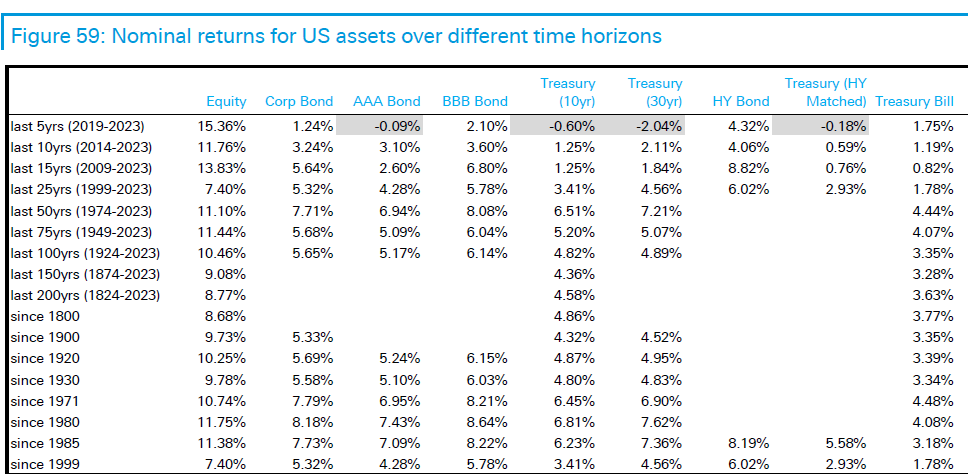 Figure 59: Nominal returns for US assets over different time horizons
Equity Corp Bond AAA Bond BBB Bond Treasury (10yr) Treasury (30yr) HY Bond Treasury (HY Matched) Treasury Bill
last 5yrs (2019-2023) 15.36% 1.24% -0.09% 2.10% -0.60% -2.04% 4.32% -0.18% 1.75%
last 10yrs (2014-2023) 11.76% 3.24% 3.10% 3.60% 1.25% 2.11% 4.06% 0.59% 1.19%
last 15yrs (2009-2023) 13.83% 5.64% 2.60% 6.80% 1.25% 1.84% 8.82% 0.76% 0.82%
last 25yrs (1999-2023) 7.40% 5.32% 4.28% 5.78% 3.41% 4.56% 6.02% 2.93% 1.78%
last 50yrs (1974-2023) 11.10% 7.71% 6.94% 8.08% 6.51% 7.21% 4.44%
last 75yrs (1949-2023) 11.44% 5.68% 5.09% 6.04% 5.20% 5.07% 4.07%
last 100yrs (1924-2023) 10.46% 5.65% 5.17% 6.14% 4.82% 4.89% 3.35%
last 150yrs (1874-2023) 9.08% 4.36% 3.28%
last 200yrs (1824-2023) 8.77% 4.58% 3.63%
since 1800 8.68% 4.86% 3.77%
since 1900 9.73% 5.33% 4.32% 4.52% 3.35%
since 1920 10.25% 5.69% 5.24% 6.15% 4.87% 4.95% 3.39%
since 1930 9.78% 5.58% 5.10% 6.03% 4.80% 4.83% 3.34%
since 1971 10.74% 7.79% 6.95% 8.21% 6.45% 6.90% 4.48%
since 1980 11.75% 8.18% 7.43% 8.64% 6.81% 7.62% 4.08%
since 1985 11.38% 7.73% 7.09% 8.22% 6.23% 7.36% 8.19% 5.58% 3.18%
since 1999 7.40% 5.32% 4.28% 5.78% 3.41% 4.56% 6.02% 2.93% 1.78%